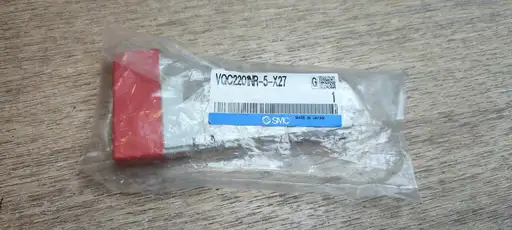 VQC2201NR-5-X27
G
1
SMC MADE IN JAPAN